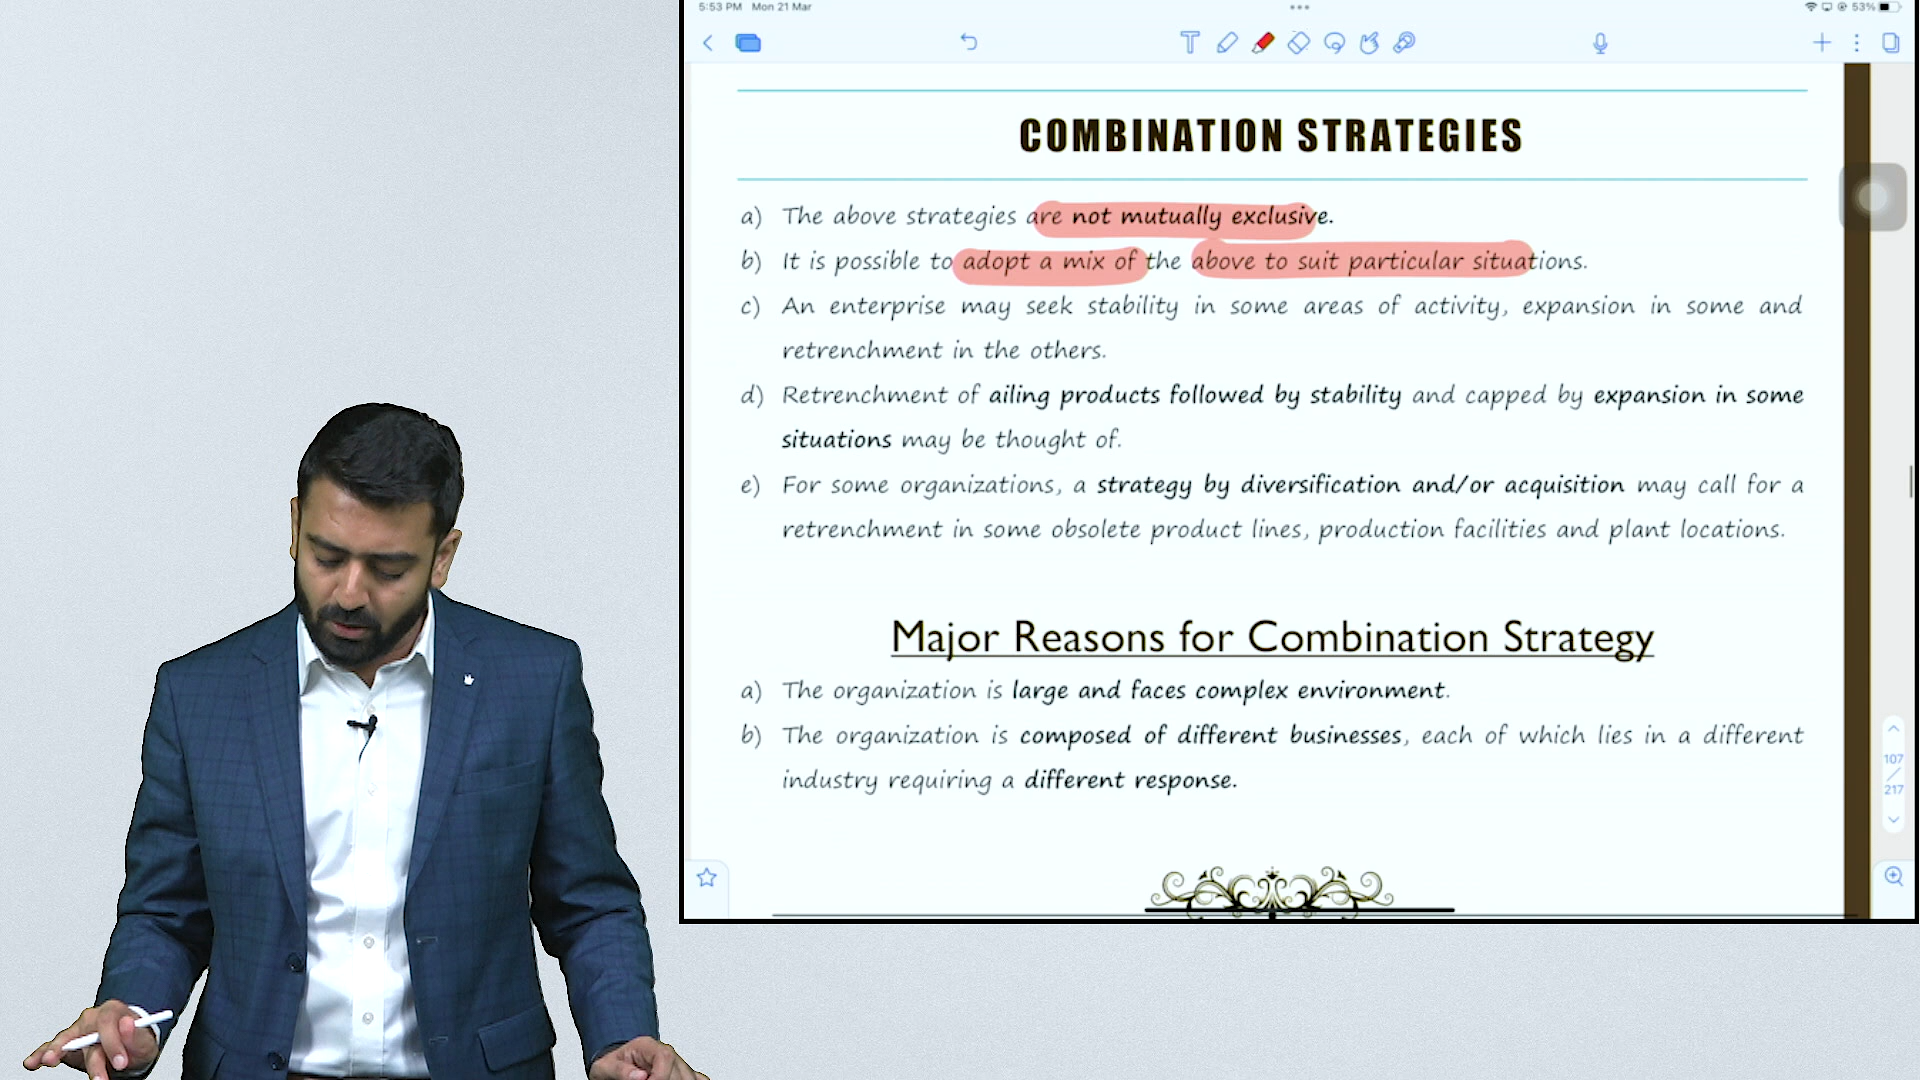 5:53 PM Mon 21 Mar
53%
COMBINATION STRATEGIES
a) The above strategies are not mutually exclusive.
b) It is possible to adopt a mix of the above to suit particular situations.
c) An enterprise may seek stability in some areas of activity, expansion in some and
retrenchment in the others.
d) Retrenchment of ailing products followed by stability and capped by expansion in some
situations may be thought of.
e) For some organizations, a strategy by diversification and/or acquisition may call for a
retrenchment in some obsolete product lines, production facilities and plant locations.
Major Reasons for Combination Strategy
a) The organization is large and faces complex environment.
b) The organization is composed of different businesses, each of which lies in a different
industry requiring a different response.
107
/
217